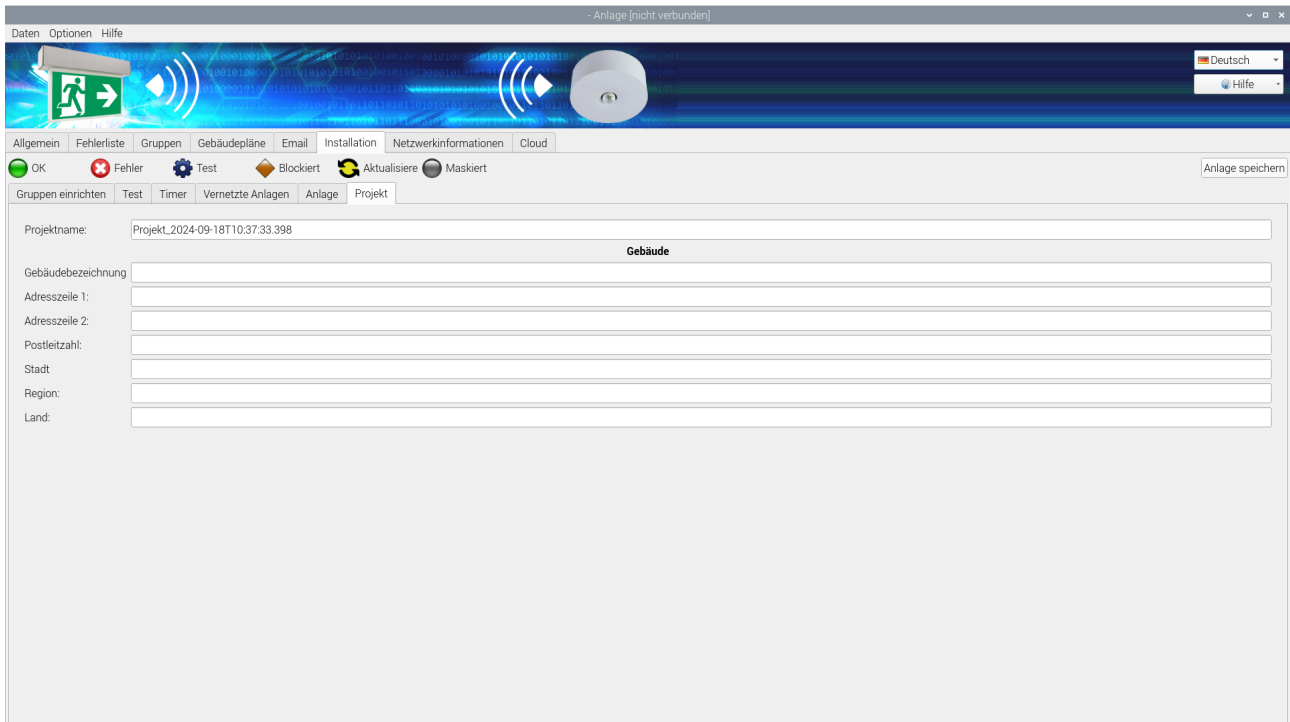 - Anlage [nicht verbunden]
Daten Optionen Hilfe
Deutsch
Hilfe
Allgemein Fehlerliste Gruppen Gebäudepläne Email Installation Netzwerkinformationen Cloud
OK Fehler Test Blockiert Aktualisiere Maskiert Anlage speichern
Gruppen einrichten Test Timer Vernetzte Anlagen Anlage Projekt
Projektname: Projekt_2024-09-18T10:37:33.398
Gebäude
Gebäudebezeichnung
Adresszeile 1:
Adresszeile 2:
Postleitzahl:
Stadt
Region:
Land: